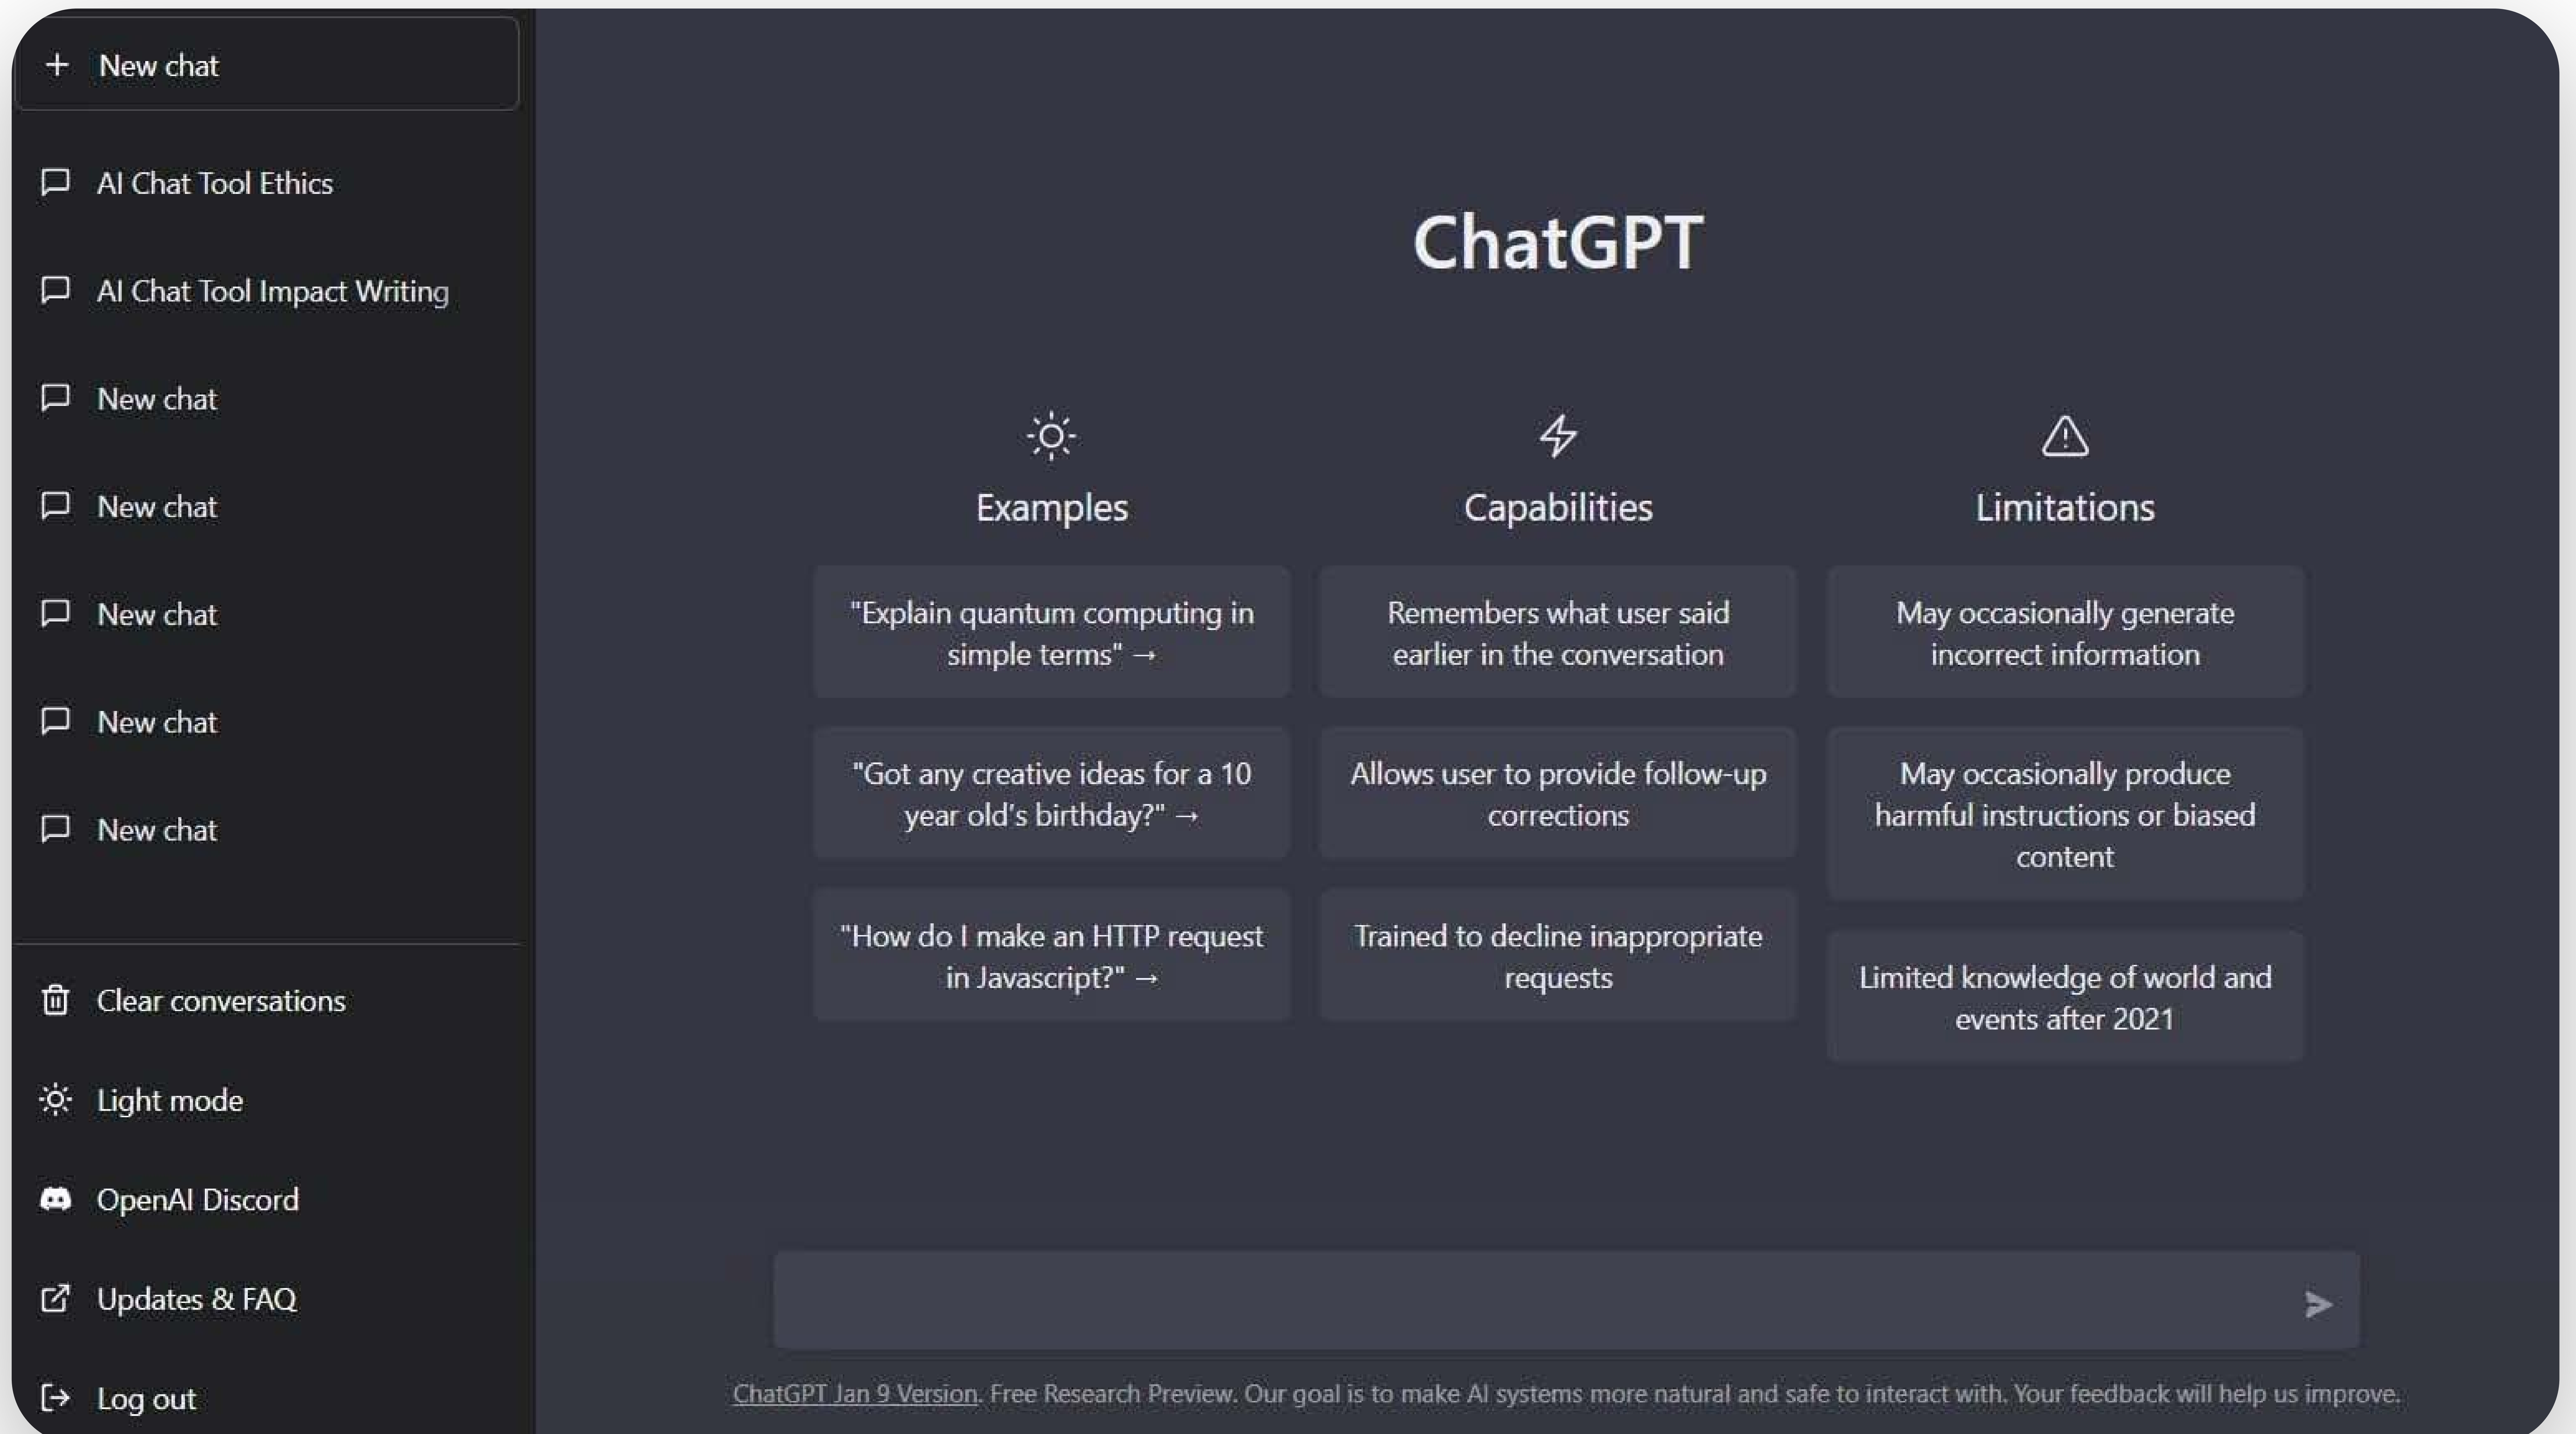 New chat
AI Chat Tool Ethics
AI Chat Tool Impact Writing
New chat
New chat
New chat
New chat
New chat
Clear conversations
Light mode
OpenAI Discord
Updates & FAQ
Log out
ChatGPT
Examples
"Explain quantum computing in
simple terms" →
"Got any creative ideas for a 10
year old's birthday?" →
"How do I make an HTTP request
in Javascript?" →
Capabilities
Remembers what user said
earlier in the conversation
Allows user to provide follow-up
corrections
Trained to decline inappropriate
requests
Limitations
May occasionally generate
incorrect information
May occasionally produce
harmful instructions or biased
content
Limited knowledge of world and
events after 2021
ChatGPT Jan 9 Version. Free Research Preview. Our goal is to make AI systems more natural and safe to interact with. Your feedback will help us improve.